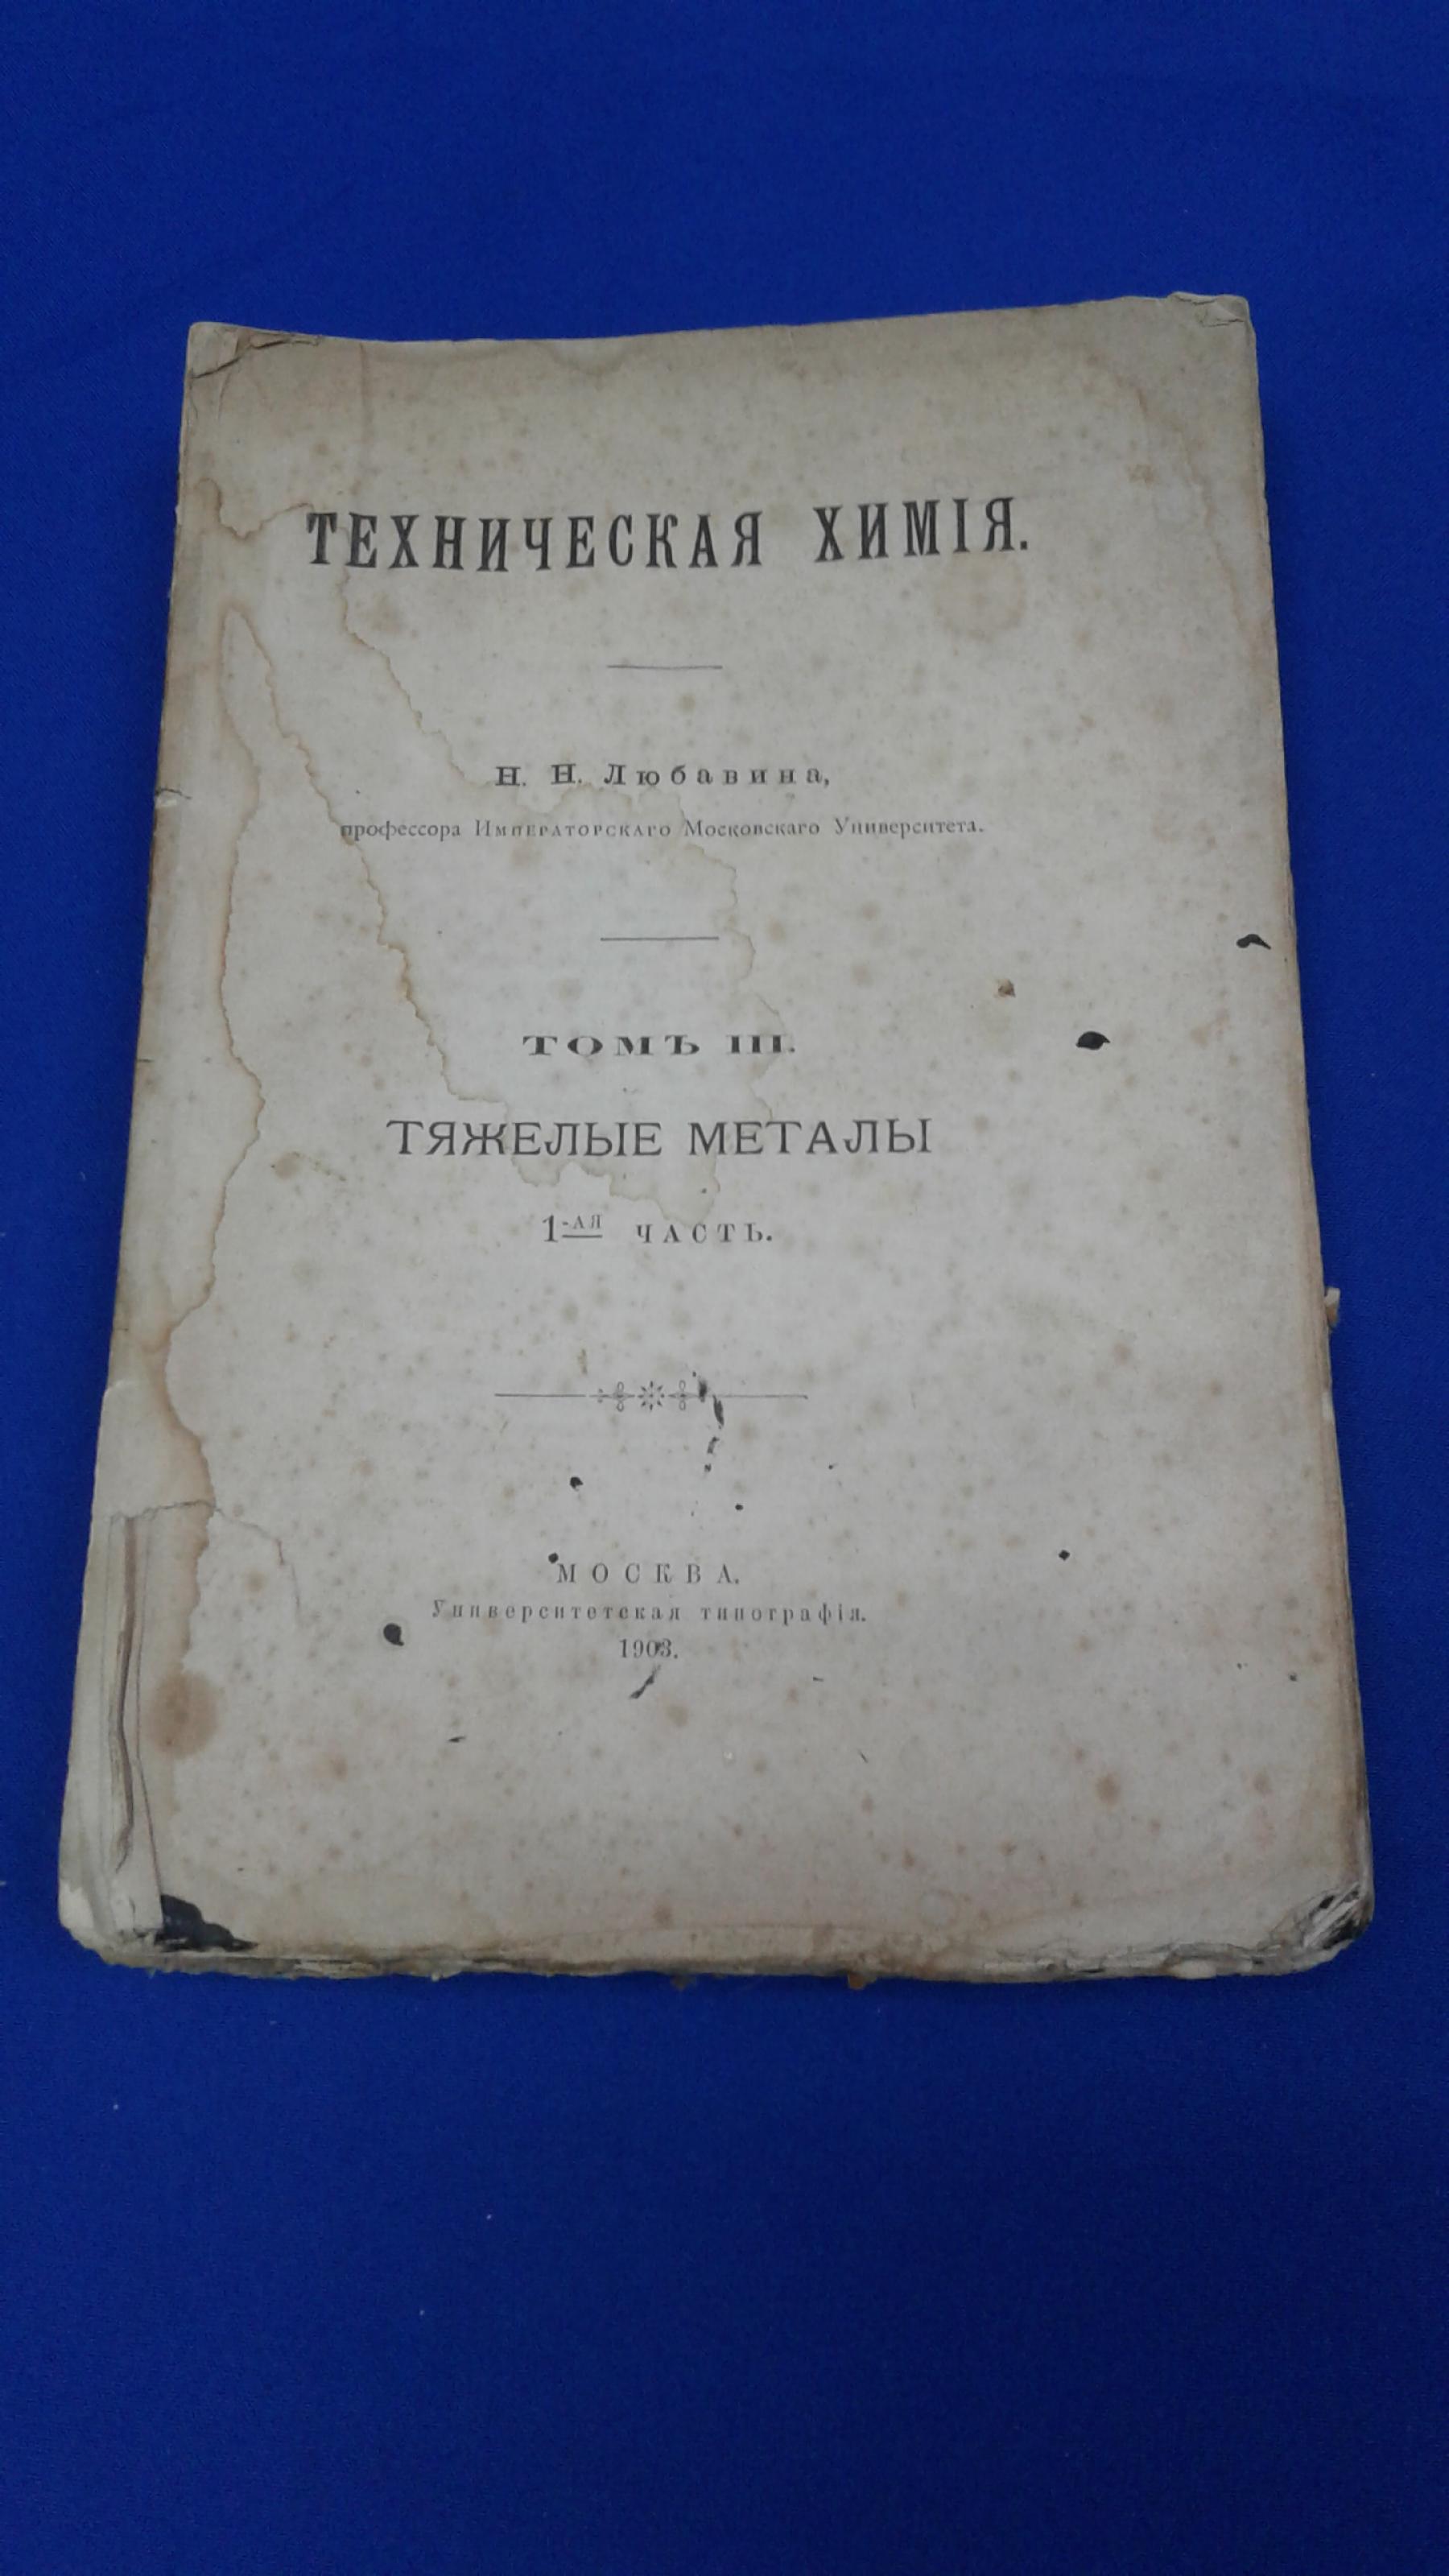 ТЕХНИЧЕСКАЯ ХИМІЯ.
Н. Н. Любавина,
профессора Императорскаго Московскаго Университета.
ТОМЪ III.
ТЯЖЕЛЫЕ МЕТАЛЫ
1-АЯ ЧАСТЬ.
МОСКВА.
Университетская типографія.
1903.